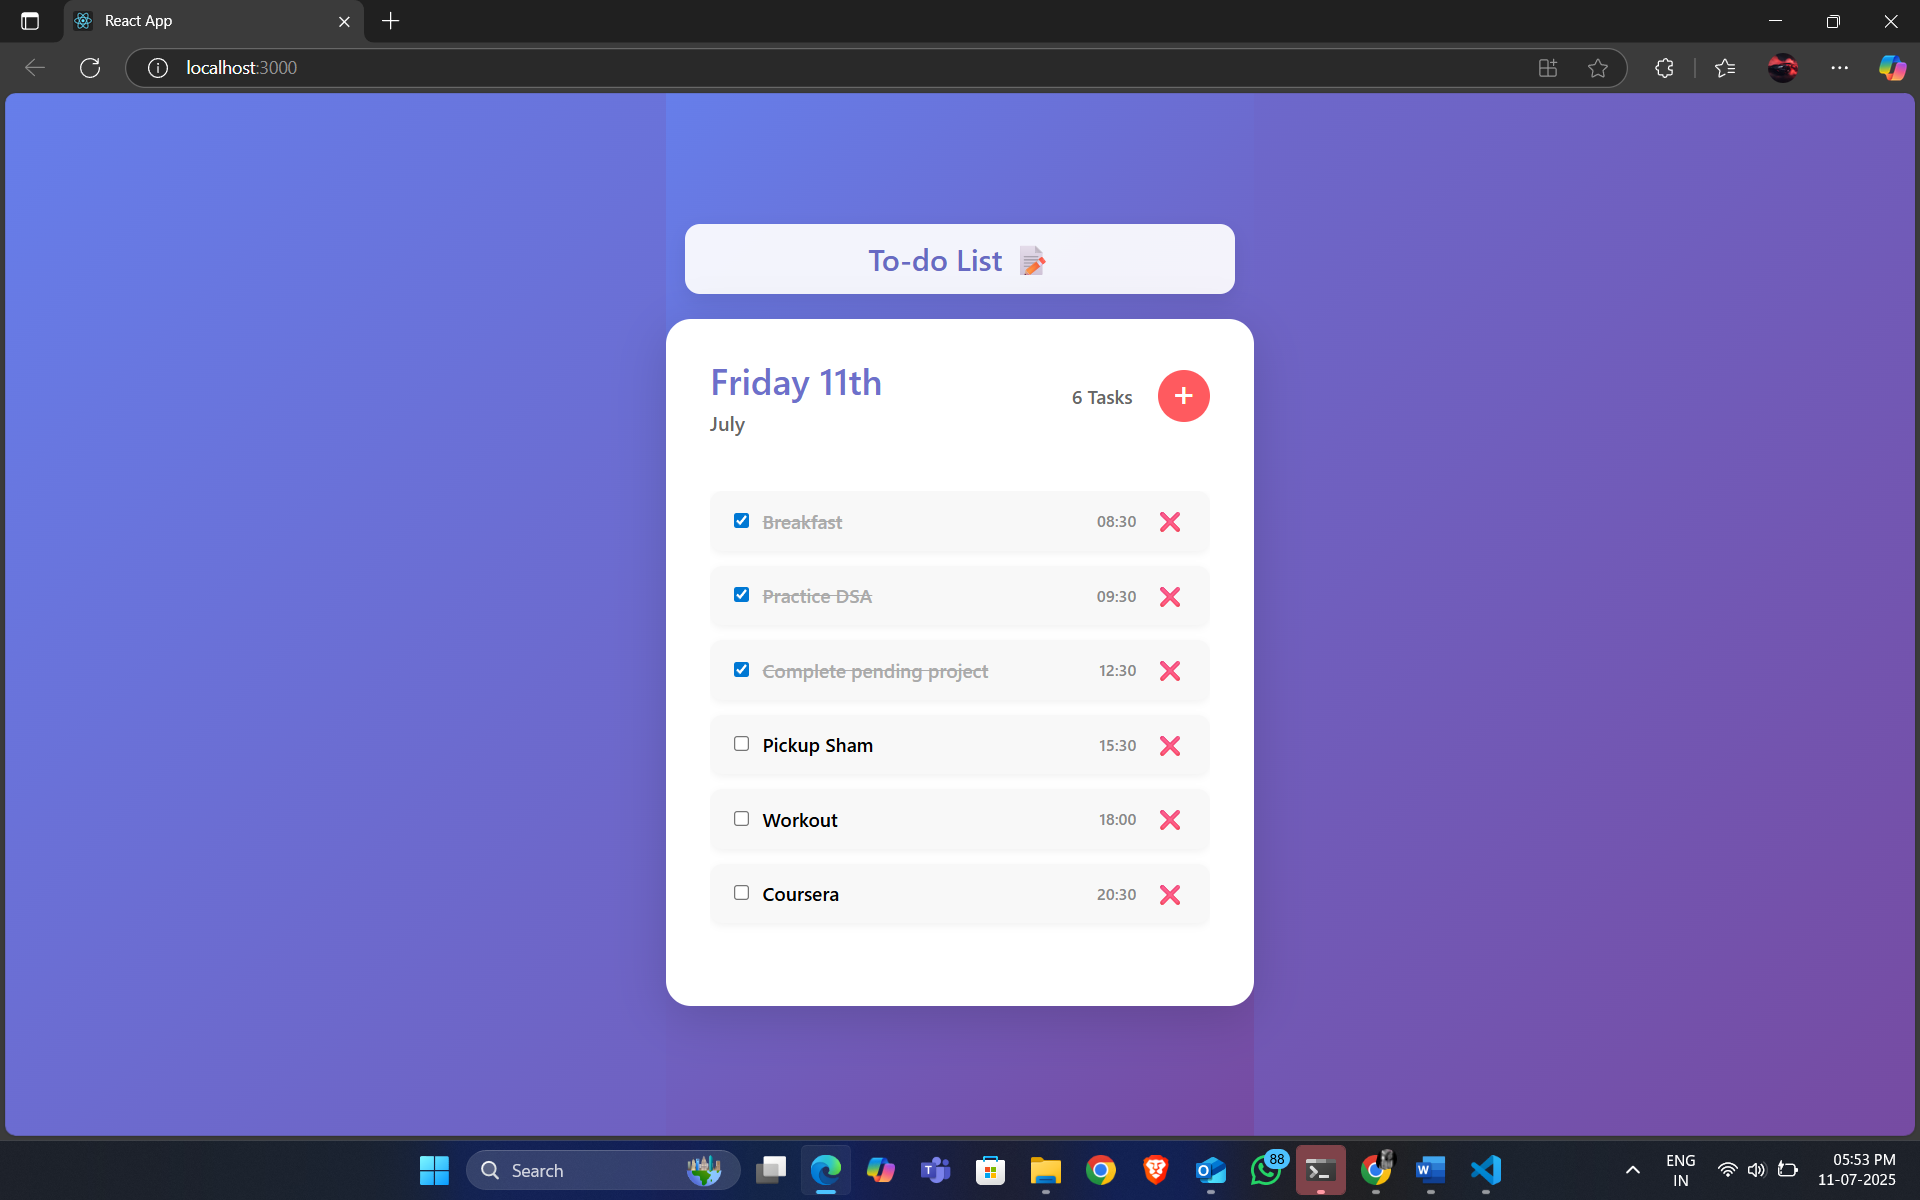 React App
localhost:3000
To-do List
Friday 11th
July
6 Tasks
Breakfast 08:30
Practice DSA 09:30
Complete pending project 12:30
Pickup Sham 15:30
Workout 18:00
Coursera 20:30
Search
88
ENG
IN
05:53 PM
11-07-2025